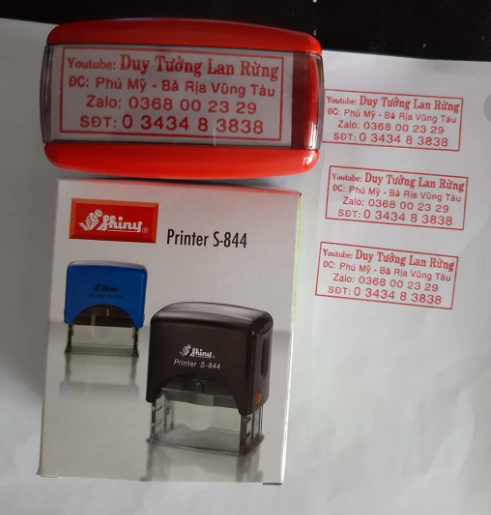 Youtube: Duy Tưởng Lan Rừng
ĐC: Phú Mỹ - Bà Rịa Vũng Tàu
Zalo: 0368 00 23 29
SĐT: 0 3434 8 3838
Youtube: Duy Tưởng Lan Rừng
ĐC: Phú Mỹ - Bà Rịa Vũng Tàu
Zalo: 0368 00 23 29
SĐT: 0 3434 8 3838
Youtube: Duy Tưởng Lan Rừng
ĐC: Phú Mỹ - Bà Rịa Vũng Tàu
Zalo: 0368 00 23 29
SĐT: 0 3434 8 3838
Youtube: Duy Tưởng Lan Rừng
ĐC: Phú Mỹ - Bà Rịa Vũng Tàu
Zalo: 0368 00 23 29
SĐT: 0 3434 8 3838
Shiny®
Printer S-844
Shiny
Printer S-844